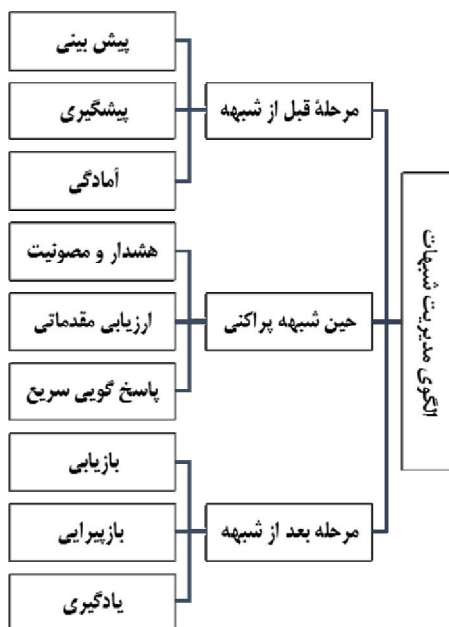 الگوی مدیریت شبهات
مرحلهٔ قبل از شبهه
پیش بینی
پیشگیری
آمادگی
حین شبهه پراکنی
هشدار و مصونیت
ارزیابی مقدماتی
پاسخ گویی سریع
مرحله بعد از شبهه
بازیابی
بازپیرایی
یادگیری